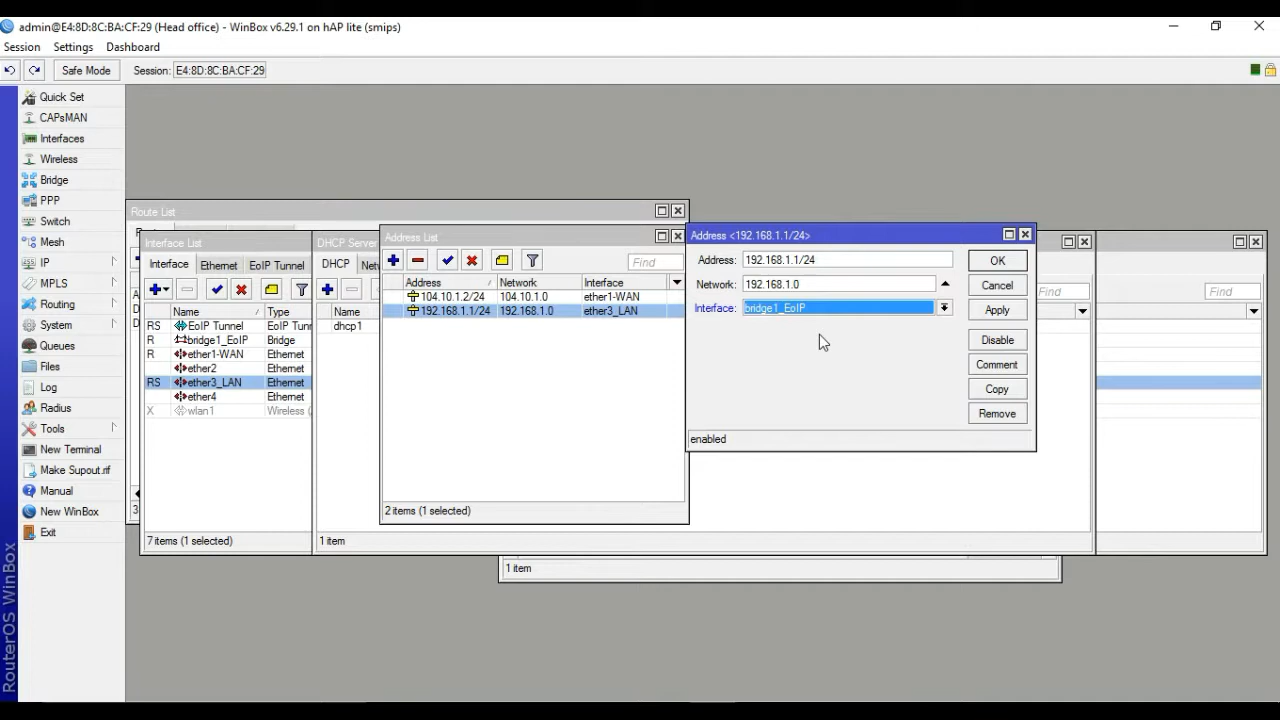 admin@E4:8D:8C:BA:CF:29 (Head office) - WinBox v6.29.1 on hAP lite (smips)
Session Settings Dashboard
Safe Mode Session: E4:8D:8C:BA:CF:29
Quick Set
CAPsMAN
Interfaces
Wireless
Bridge
PPP
Switch
Mesh
IP
MPLS
Routing
System
Queues
Files
Log
Radius
Tools
New Terminal
Make Supout.rif
Manual
New WinBox
Exit
RouterOS WinBox
Route List
Interface List
Interface Ethernet EoIP Tunnel
Name Type
RS EoIP Tunnel EoIP Tunn
R bridge1_EoIP Bridge
R ether1-WAN Ethernet
ether2 Ethernet
RS ether3_LAN Ethernet
ether4 Ethernet
X wlan1 Wireless (
7 items (1 selected)
DHCP Server
DHCP
Name
dhcp1
1 item
Address List
Find
Address Network Interface
104.10.1.2/24 104.10.1.0 ether1-WAN
192.168.1.1/24 192.168.1.0 ether3_LAN
2 items (1 selected)
Address <192.168.1.1/24>
Address: 192.168.1.1/24
Network: 192.168.1.0
Interface: bridge1_EoIP
OK
Cancel
Apply
Disable
Comment
Copy
Remove
enabled
Find
Find
1 item